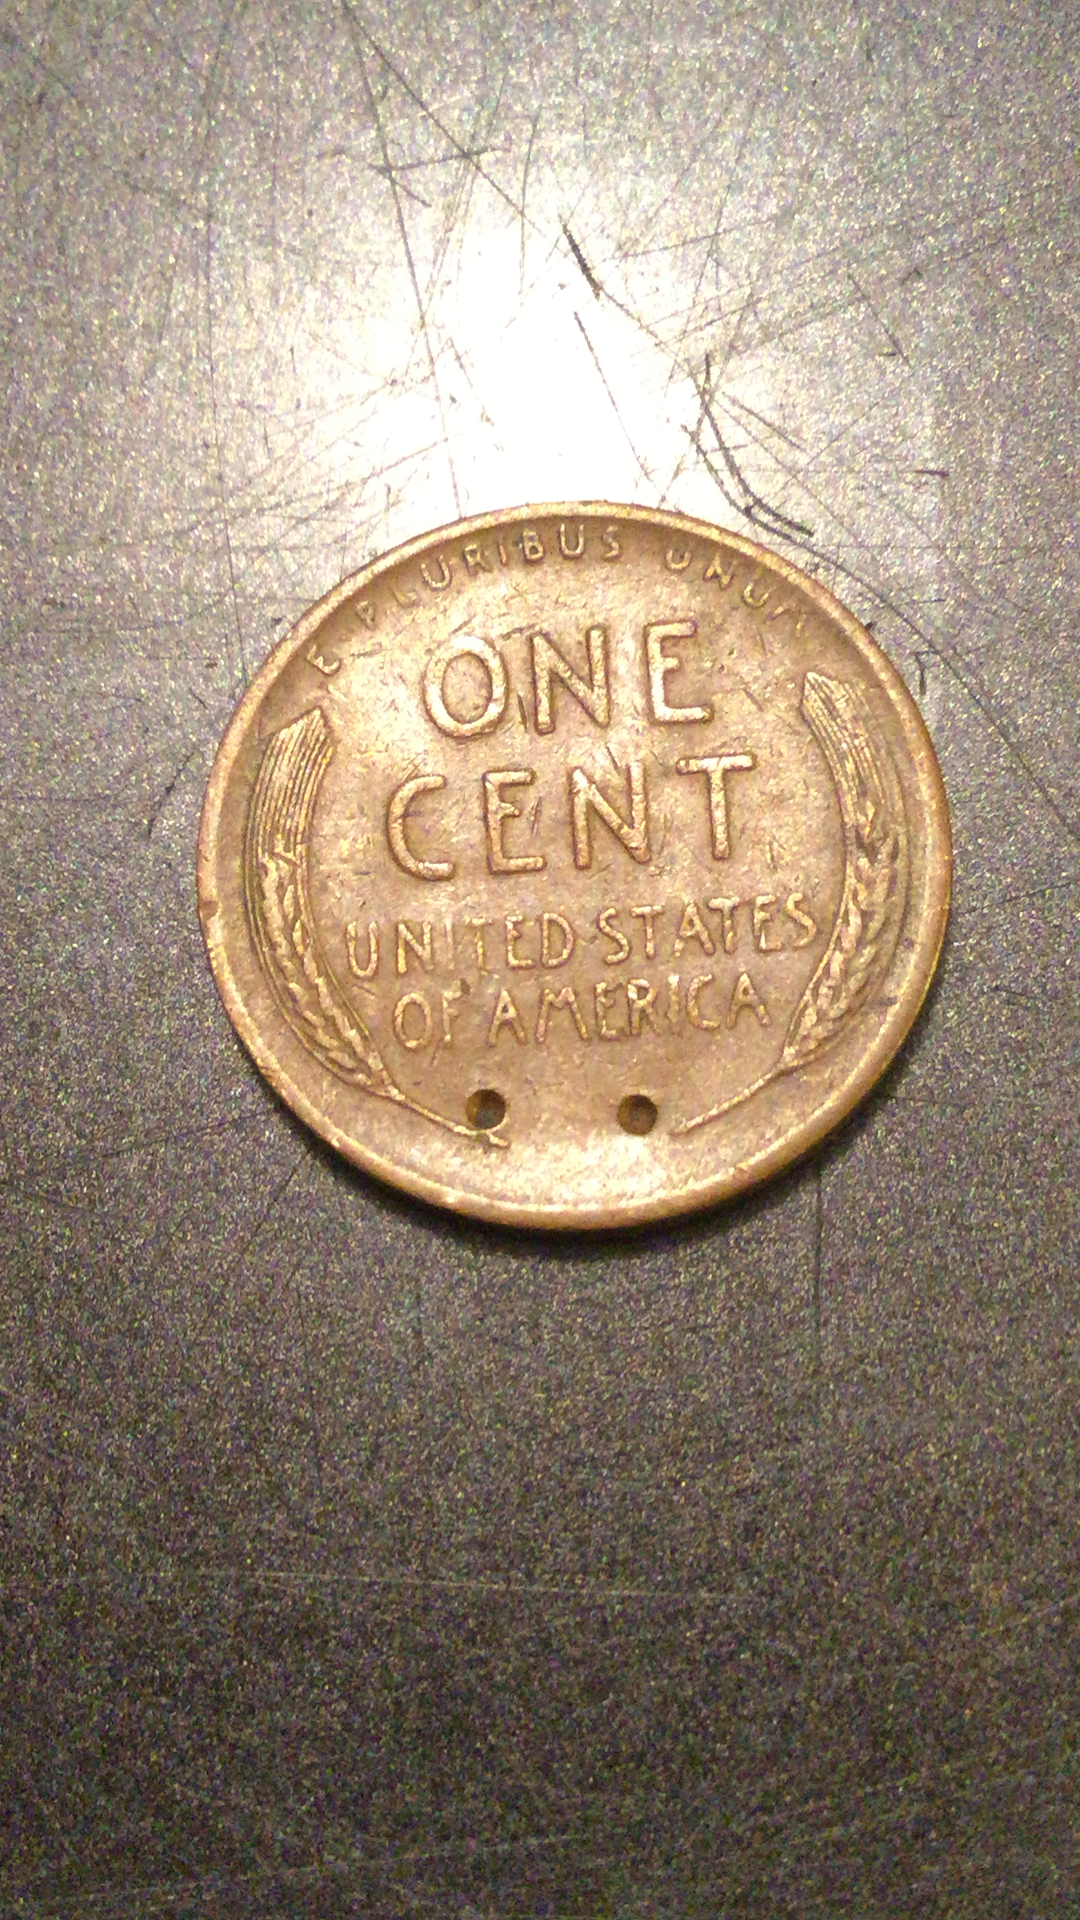 E PLURIBUS UNUM
ONE
CENT
UNITED STATES
OF AMERICA